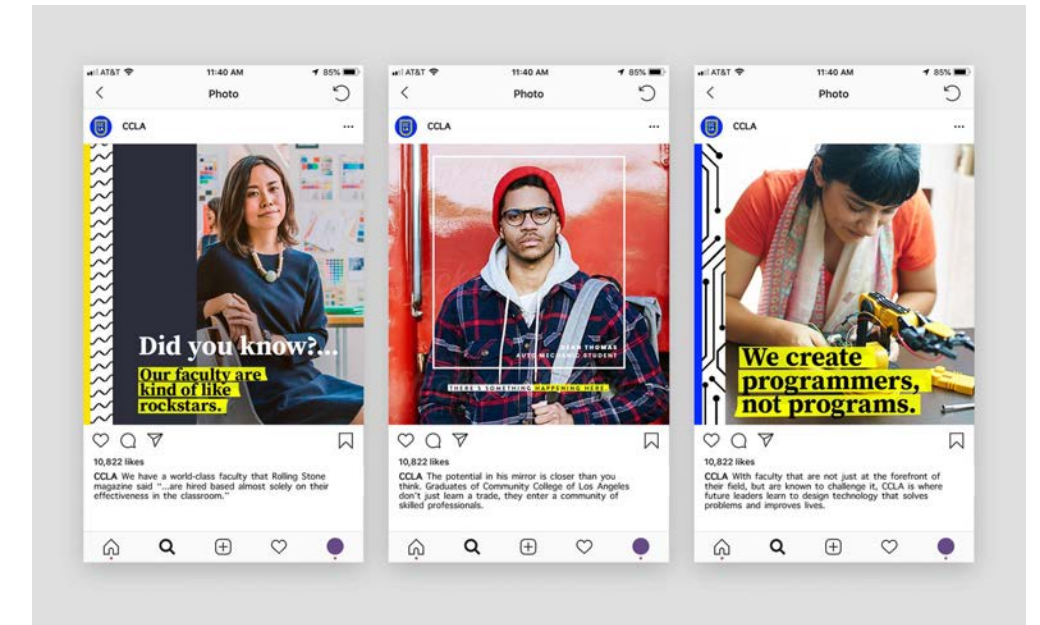 AT&T 11:40 AM 85%
Photo
CCLA
Did you know?...
Our faculty are
kind of like
rockstars.
10,822 likes
CCLA We have a world-class faculty that Rolling Stone
magazine said "...are hired based almost solely on their
effectiveness in the classroom."
AT&T 11:40 AM 85%
Photo
CCLA
DEAN THOMAS
AUTO MECHANIC STUDENT
THERE'S SOMETHING HAPPENING HERE.
10,822 likes
CCLA The potential in his mirror is closer than you
think. Graduates of Community College of Los Angeles
don't just learn a trade, they enter a community of
skilled professionals.
AT&T 11:40 AM 85%
Photo
CCLA
We create
programmers,
not programs.
10,822 likes
CCLA With faculty that are not just at the forefront of
their field, but are known to challenge it, CCLA is where
future leaders learn to design technology that solves
problems and improves lives.